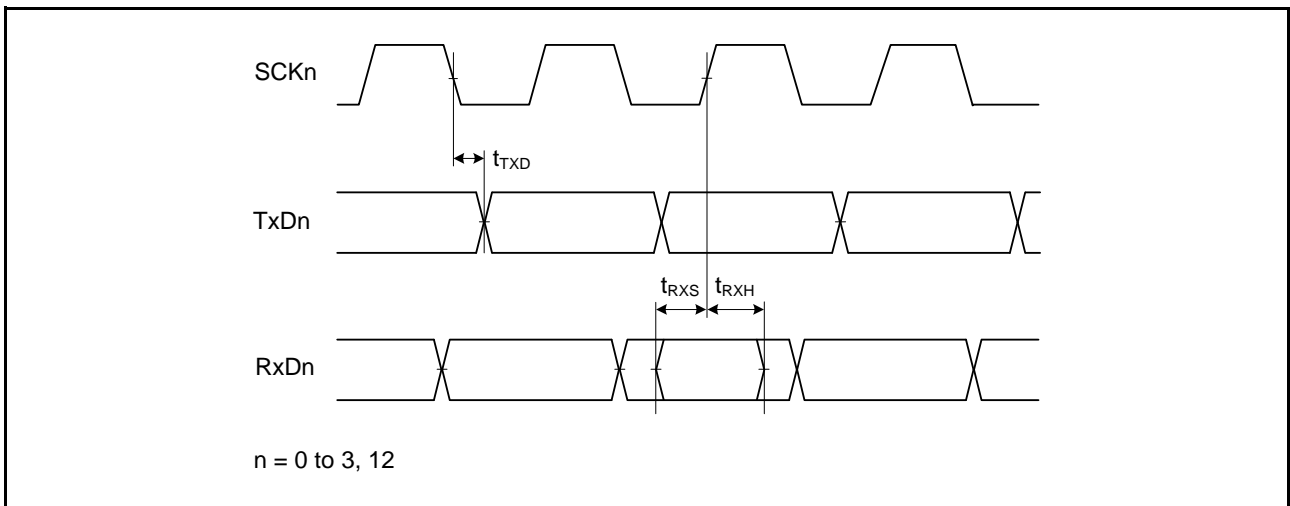 SCKn
tTXD
TxDn
tRXS tRXH
RxDn
n = 0 to 3, 12